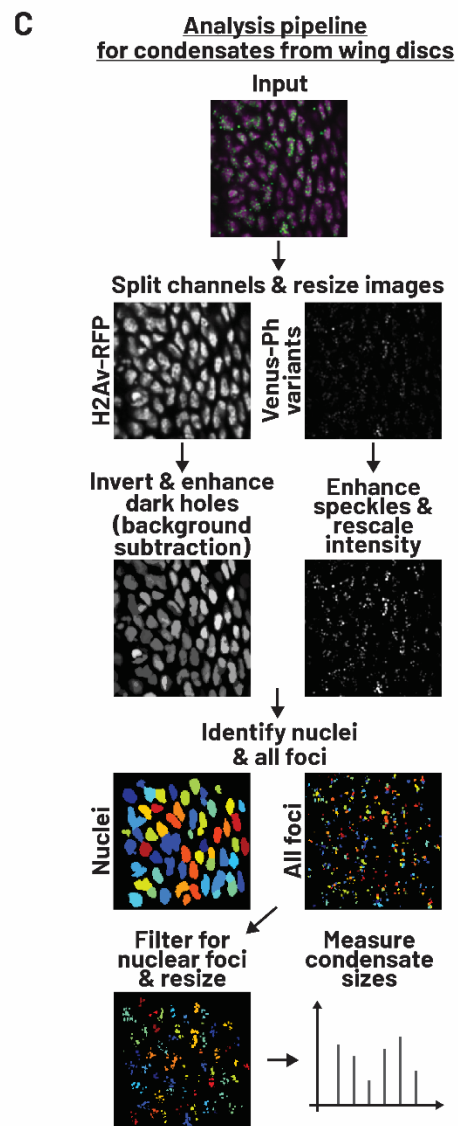 C
Analysis pipeline
for condensates from wing discs
Input
Split channels & resize images
H2Av-RFP
Venus-Ph
variants
Invert & enhance
dark holes
(background
subtraction)
Enhance
speckles &
rescale
intensity
Identify nuclei
& all foci
Nuclei
All foci
Filter for
nuclear foci
& resize
Measure
condensate
sizes